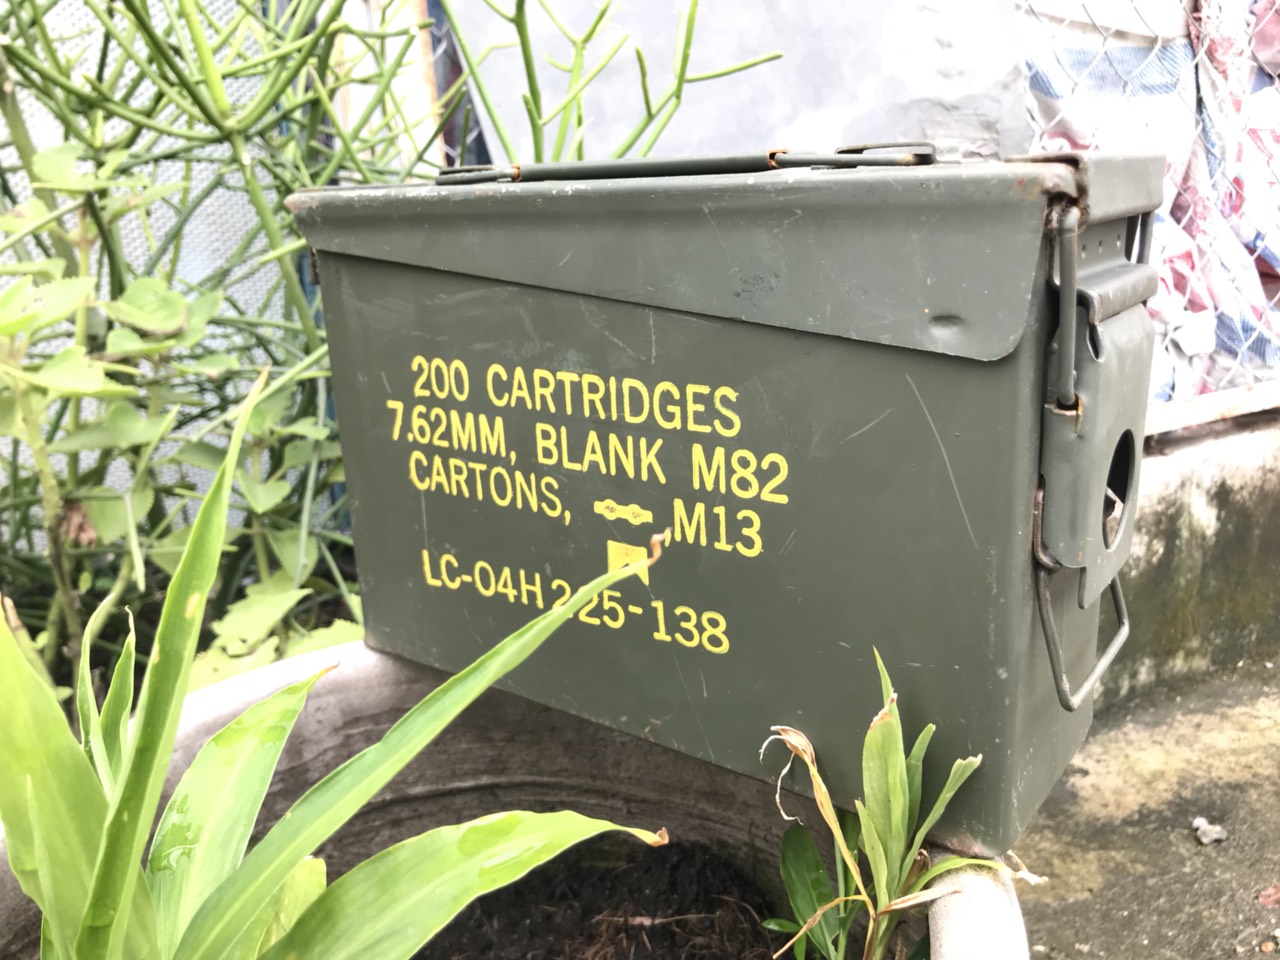 200 CARTRIDGES
7.62MM, BLANK M82
CARTONS, M13
LC-04H225-138